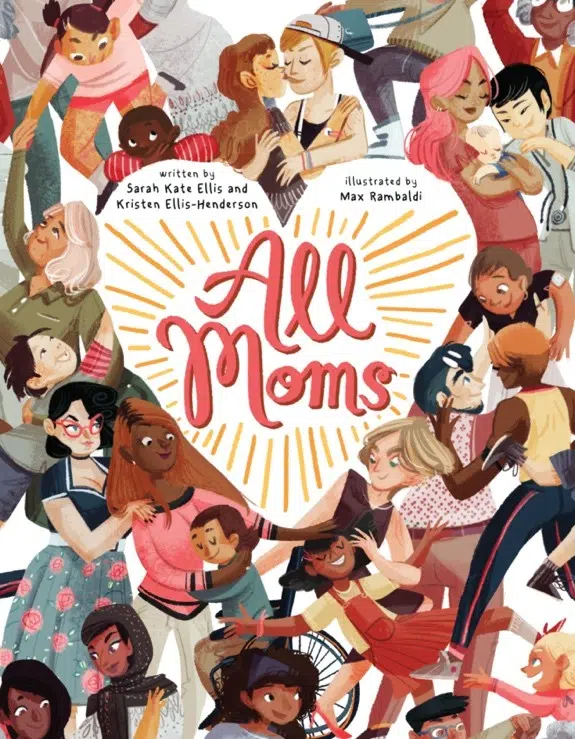 written by
Sarah Kate Ellis and
Kristen Ellis-Henderson
illustrated by
Max Rambaldi
All
Moms